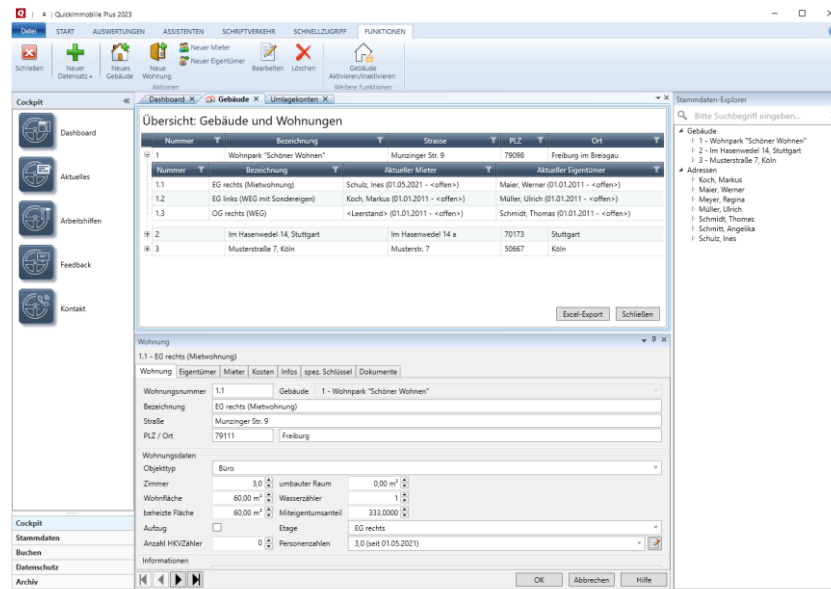 QuickImmobilie Plus 2023
Datei START AUSWERTUNGEN ASSISTENTEN SCHRIFTVERKEHR SCHNELLZUGRIFF FUNKTIONEN
Schließen Neuer Datensatz Neues Gebäude Neue Wohnung Neuer Mieter Neuer Eigentümer Bearbeiten Löschen Gebäude Aktivieren/Inaktivieren
Aktionen Weitere Funktionen
Cockpit
Dashboard
Aktuelles
Arbeitshilfen
Feedback
Kontakt
Cockpit
Stammdaten
Buchen
Datenschutz
Archiv
Dashboard X Gebäude X Umlagekonten X
Übersicht: Gebäude und Wohnungen
Nummer Bezeichnung Strasse PLZ Ort
1 Wohnpark "Schöner Wohnen" Munzinger Str. 9 79098 Freiburg im Breisgau
Nummer Bezeichnung Aktueller Mieter Aktueller Eigentümer
1.1 EG rechts (Mietwohnung) Schulz, Ines (01.05.2021 - <offen>) Maier, Werner (01.01.2011 - <offen>)
1.2 EG links (WEG mit Sondereigen) Koch, Markus (01.01.2011 - <offen>) Müller, Ulrich (01.01.2011 - <offen>)
1.3 OG rechts (WEG) <Leerstand> (01.01.2011 - <offen>) Schmidt, Thomas (01.01.2011 - <offen>)
2 Im Hasenwedel 14, Stuttgart Im Hasenwedel 14 a 70173 Stuttgart
3 Musterstraße 7, Köln Musterstr. 7 50667 Köln
Excel-Export Schließen
Wohnung
1.1 - EG rechts (Mietwohnung)
Wohnung Eigentümer Mieter Kosten Infos spez. Schlüssel Dokumente
Wohnungsnummer 1.1 Gebäude 1 - Wohnpark "Schöner Wohnen"
Bezeichnung EG rechts (Mietwohnung)
Straße Munzinger Str. 9
PLZ / Ort 79111 Freiburg
Wohnungsdaten
Objekttyp Büro
Zimmer 3,0 umbauter Raum 0,00 m²
Wohnfläche 60,00 m² Wasserzähler 1
beheizte Fläche 60,00 m² Miteigentumsanteil 333,0000
Aufzug Etage EG rechts
Anzahl HKVZähler 0 Personenzahlen 3,0 (seit 01.05.2021)
Informationen
OK Abbrechen Hilfe
Stammdaten-Explorer
Bitte Suchbegriff eingeben...
Gebäude
1 - Wohnpark "Schöner Wohnen"
2 - Im Hasenwedel 14, Stuttgart
3 - Musterstraße 7, Köln
Adressen
Koch, Markus
Maier, Werner
Meyer, Regina
Müller, Ulrich
Schmidt, Thomas
Schmitt, Angelika
Schulz, Ines